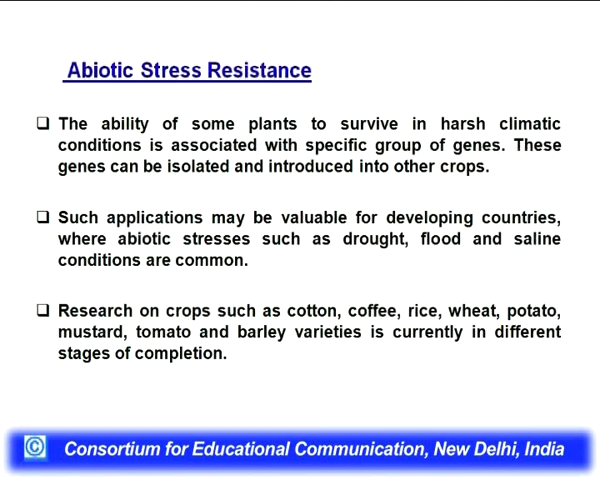 Abiotic Stress Resistance
❑ The ability of some plants to survive in harsh climatic
conditions is associated with specific group of genes. These
genes can be isolated and introduced into other crops.
❑ Such applications may be valuable for developing countries,
where abiotic stresses such as drought, flood and saline
conditions are common.
❑ Research on crops such as cotton, coffee, rice, wheat, potato,
mustard, tomato and barley varieties is currently in different
stages of completion.
© Consortium for Educational Communication, New Delhi, India